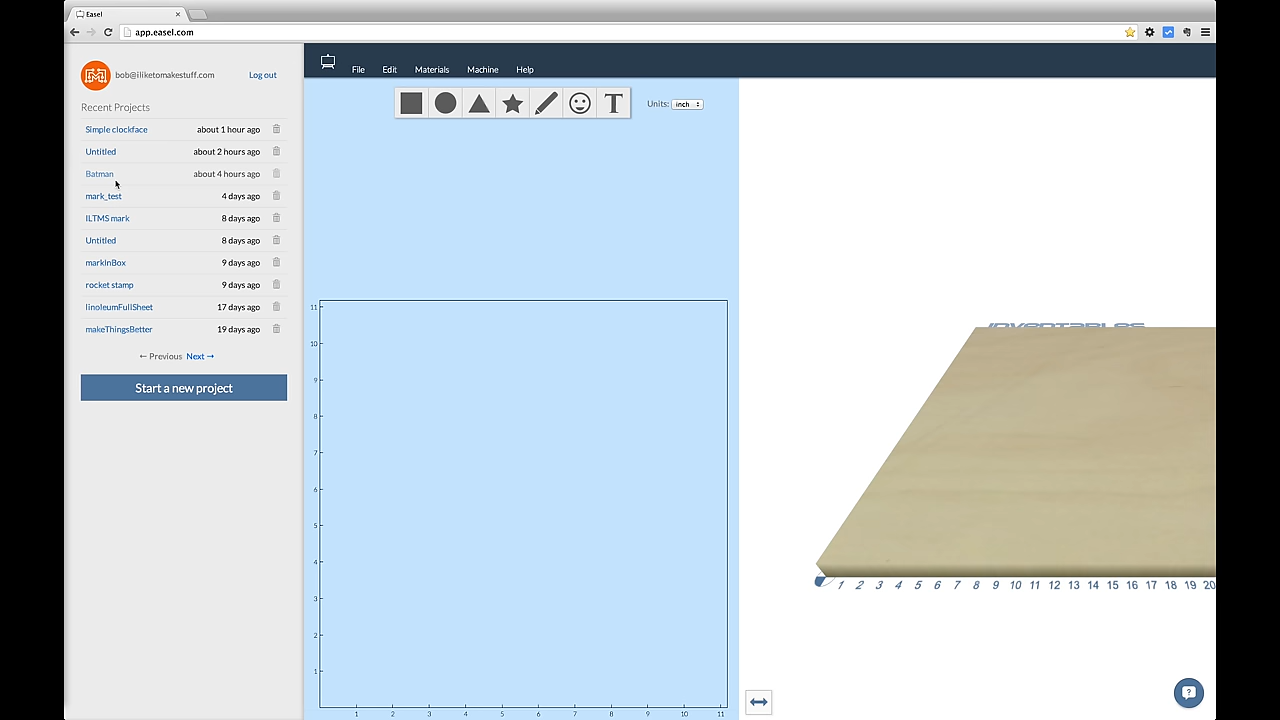 Easel
app.easel.com
bob@iliketomakestuff.com Log out
Recent Projects
Simple clockface about 1 hour ago
Untitled about 2 hours ago
Batman about 4 hours ago
mark_test 4 days ago
ILTMS mark 8 days ago
Untitled 8 days ago
markInBox 9 days ago
rocket stamp 9 days ago
linoleumFullSheet 17 days ago
makeThingsBetter 19 days ago
← Previous Next →
Start a new project
File Edit Materials Machine Help
T Units: inch
11
10
9
8
7
6
5
4
3
2
1
1 2 3 4 5 6 7 8 9 10 11
INVENTABLES
1 2 3 4 5 6 7 8 9 10 11 12 13 14 15 16 17 18 19 20
?